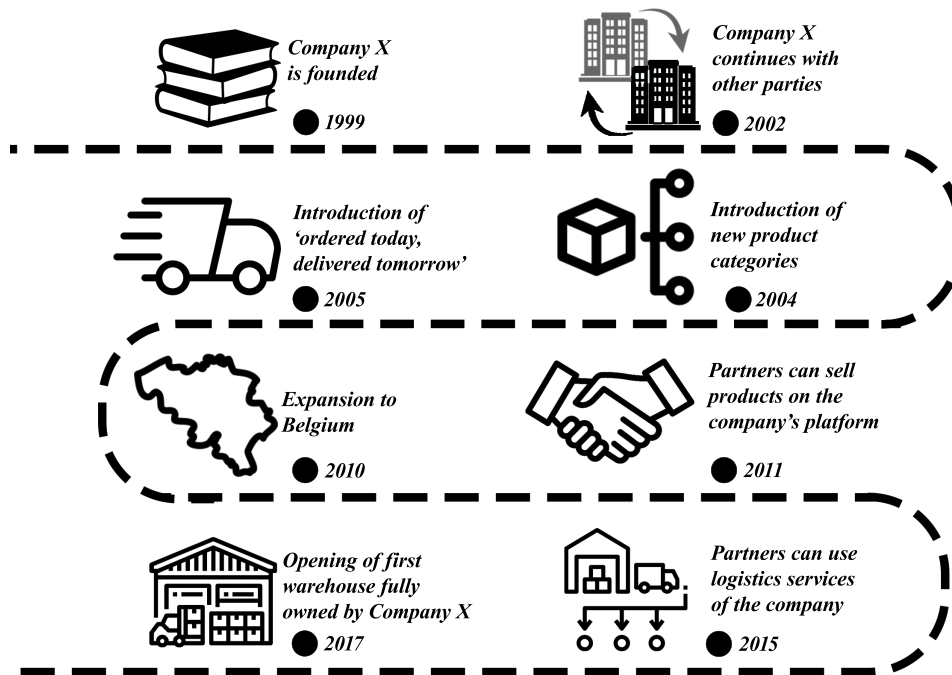 Company X
is founded
1999
Company X
continues with
other parties
2002
Introduction of
‘ordered today,
delivered tomorrow’
2005
Introduction of
new product
categories
2004
Expansion to
Belgium
2010
Partners can sell
products on the
company’s platform
2011
Opening of first
warehouse fully
owned by Company X
2017
Partners can use
logistics services
of the company
2015